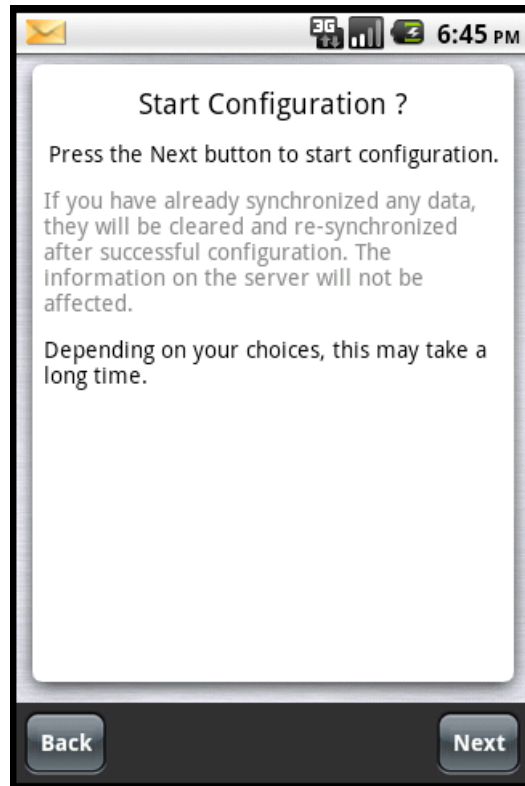 3G 6:45 PM
Start Configuration ?
Press the Next button to start configuration.
If you have already synchronized any data,
they will be cleared and re-synchronized
after successful configuration. The
information on the server will not be
affected.
Depending on your choices, this may take a
long time.
Back Next